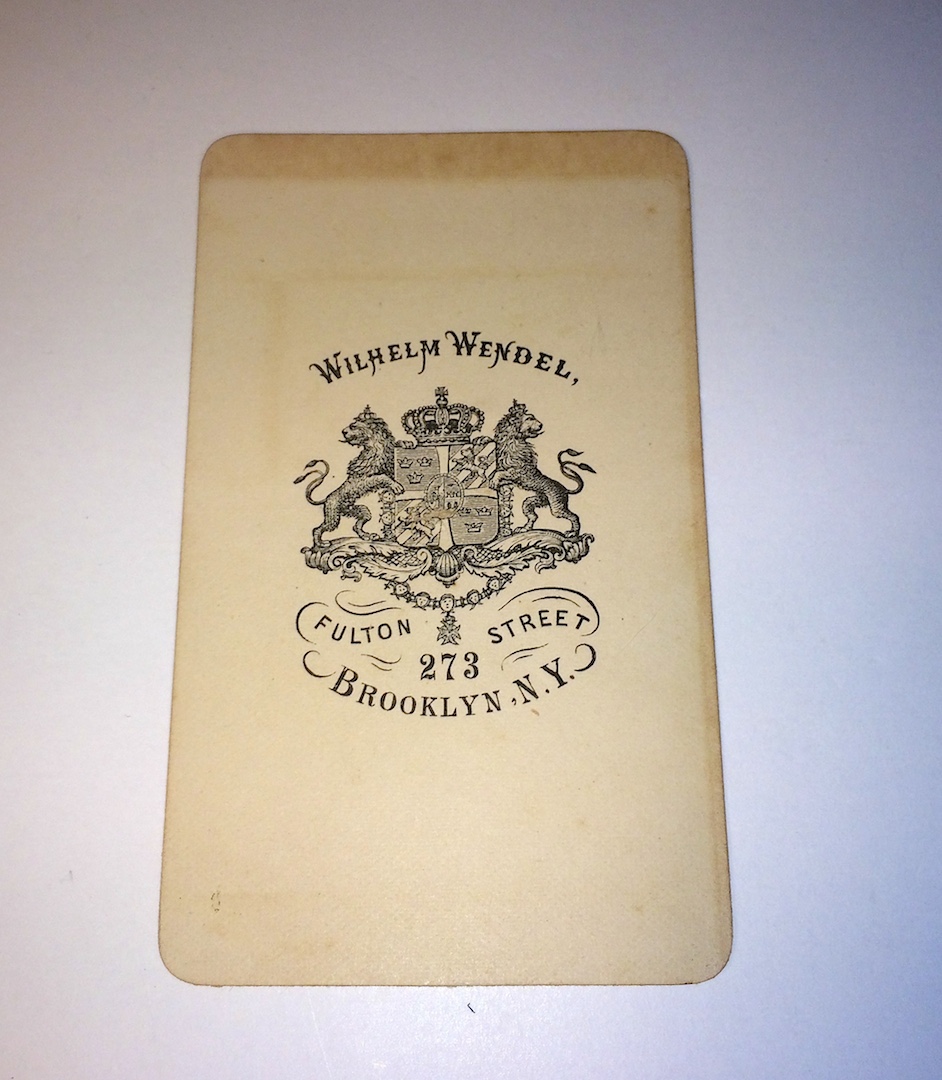 WILHELM WENDEL,
FULTON STREET
273
BROOKLYN, N.Y.